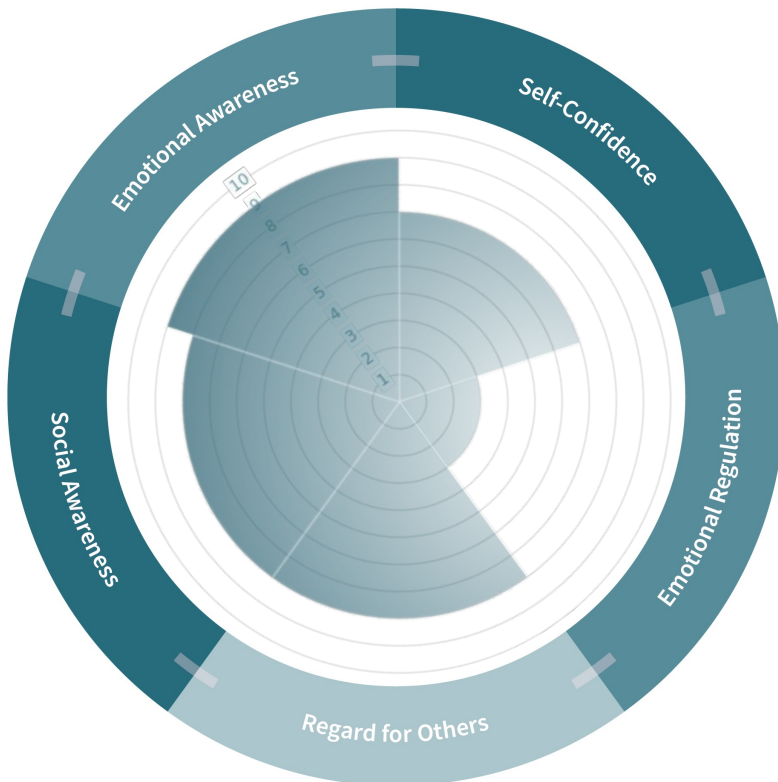 Emotional Awareness
Self-Confidence
10
9
8
7
6
5
4
3
2
1
Social Awareness
Emotional Regulation
Regard for Others